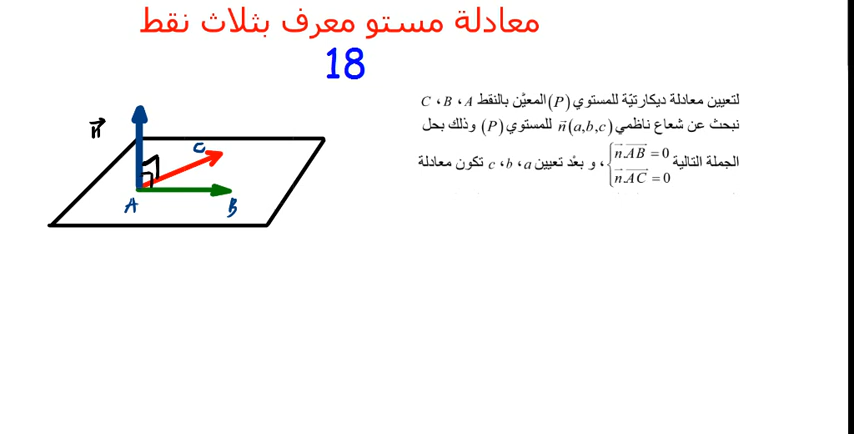 معادلة مستو معرف بثلاث نقط
18
لتعيين معادلة ديكارتيّة للمستوي (P) المعيّن بالنقط C ، B ، A
نبحث عن شعاع ناظمي n⃗(a,b,c) للمستوي (P) وذلك بحل
الجملة التالية { n⃗.AB⃗ = 0 ، n⃗.AC⃗ = 0 ، و بعد تعيين c ، b ، a تكون معادلة
n⃗
C
A
B